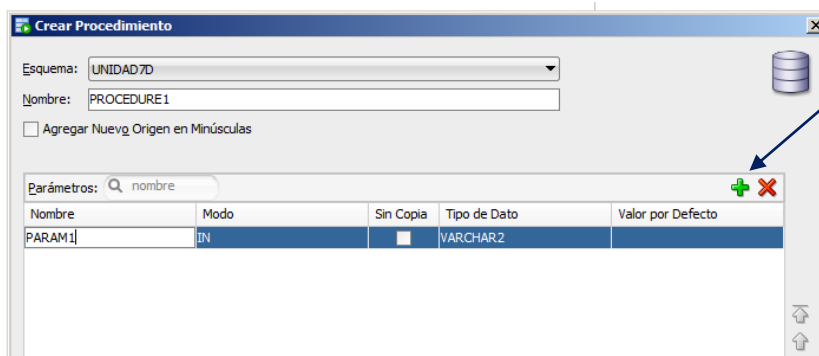 Crear Procedimiento
Esquema: UNIDAD7D
Nombre: PROCEDURE1
Agregar Nuevo Origen en Minúsculas
Parámetros: nombre
Nombre Modo Sin Copia Tipo de Dato Valor por Defecto
PARAM1 IN VARCHAR2